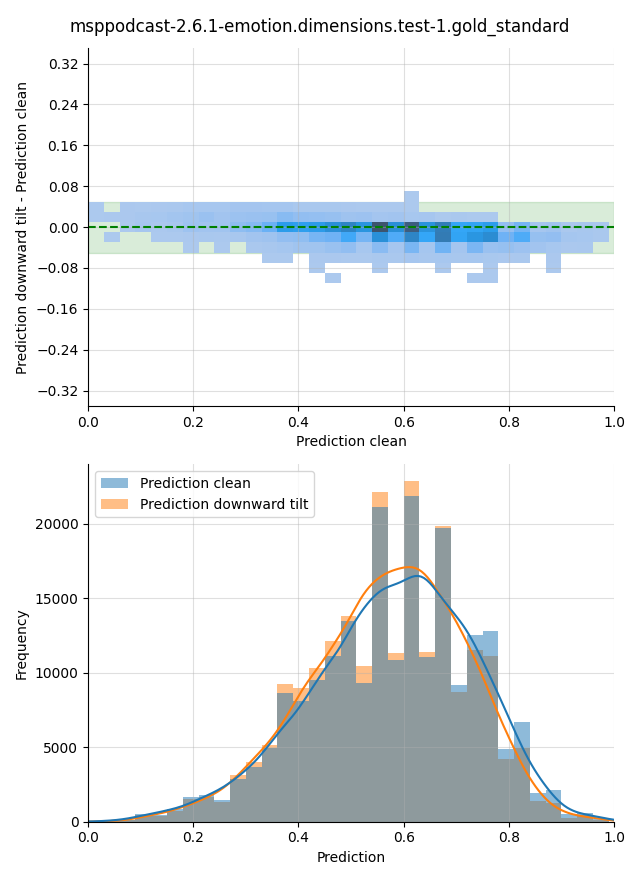 msppodcast-2.6.1-emotion.dimensions.test-1.gold_standard
Prediction downward tilt - Prediction clean
0.32
0.24
0.16
0.08
0.00
−0.08
−0.16
−0.24
−0.32
0.0 0.2 0.4 0.6 0.8 1.0
Prediction clean
Prediction clean
Prediction downward tilt
Frequency
20000
15000
10000
5000
0
0.0 0.2 0.4 0.6 0.8 1.0
Prediction